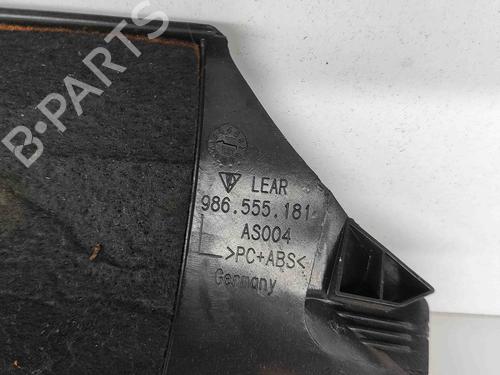 B-PARTS
LEAR
986.555.181
AS004
>PC+ABS<
Germany